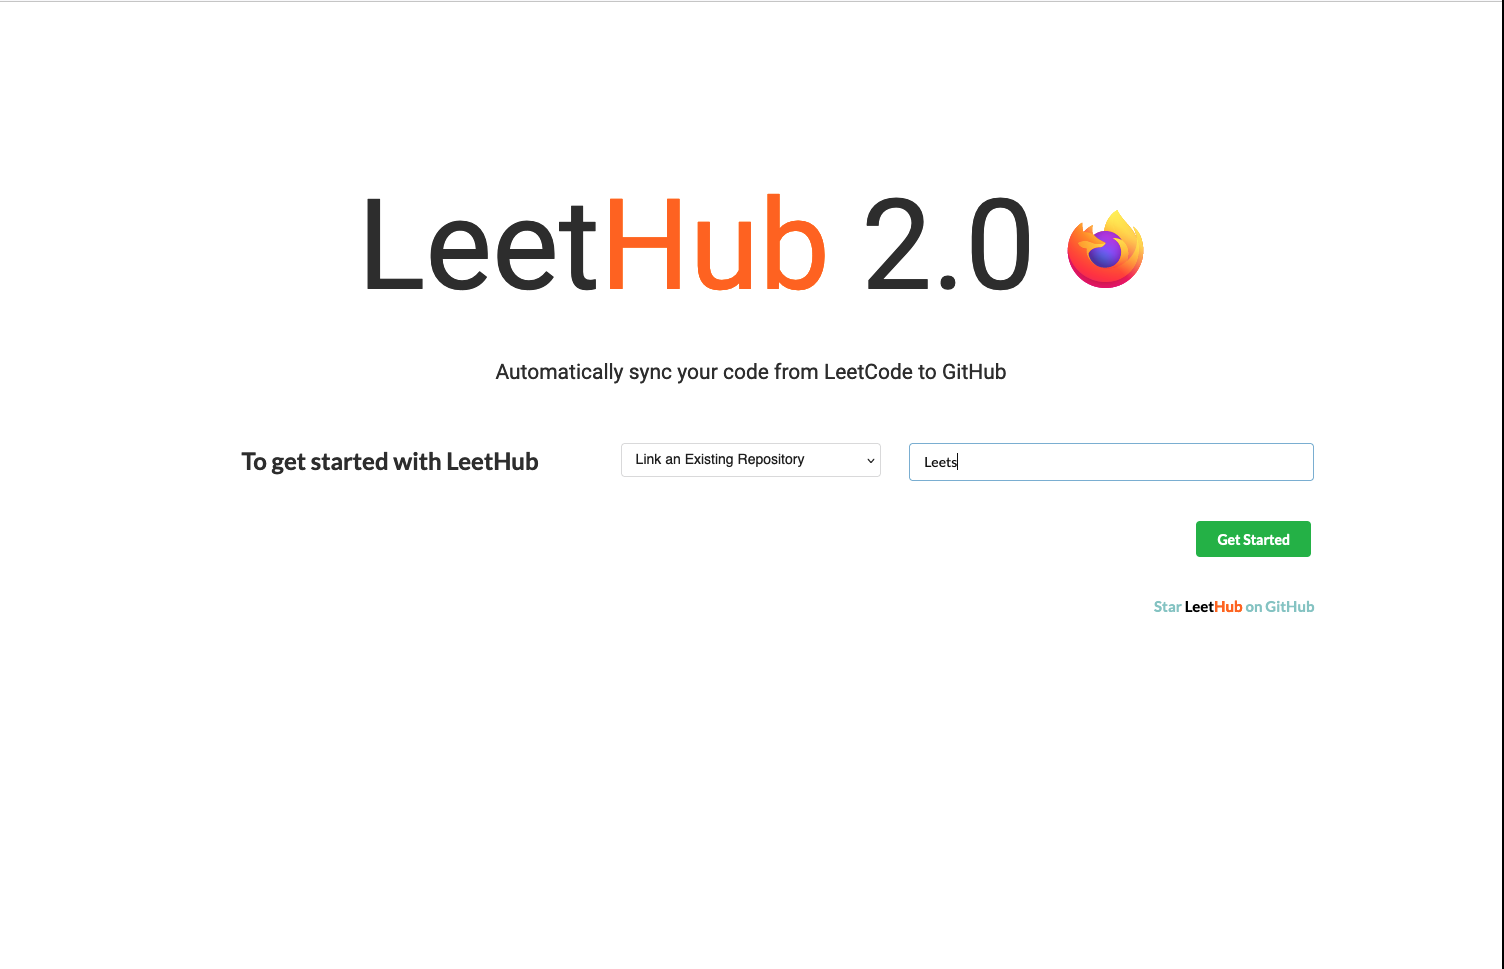 LeetHub 2.0
Automatically sync your code from LeetCode to GitHub
To get started with LeetHub
Link an Existing Repository
Leets
Get Started
Star LeetHub on GitHub